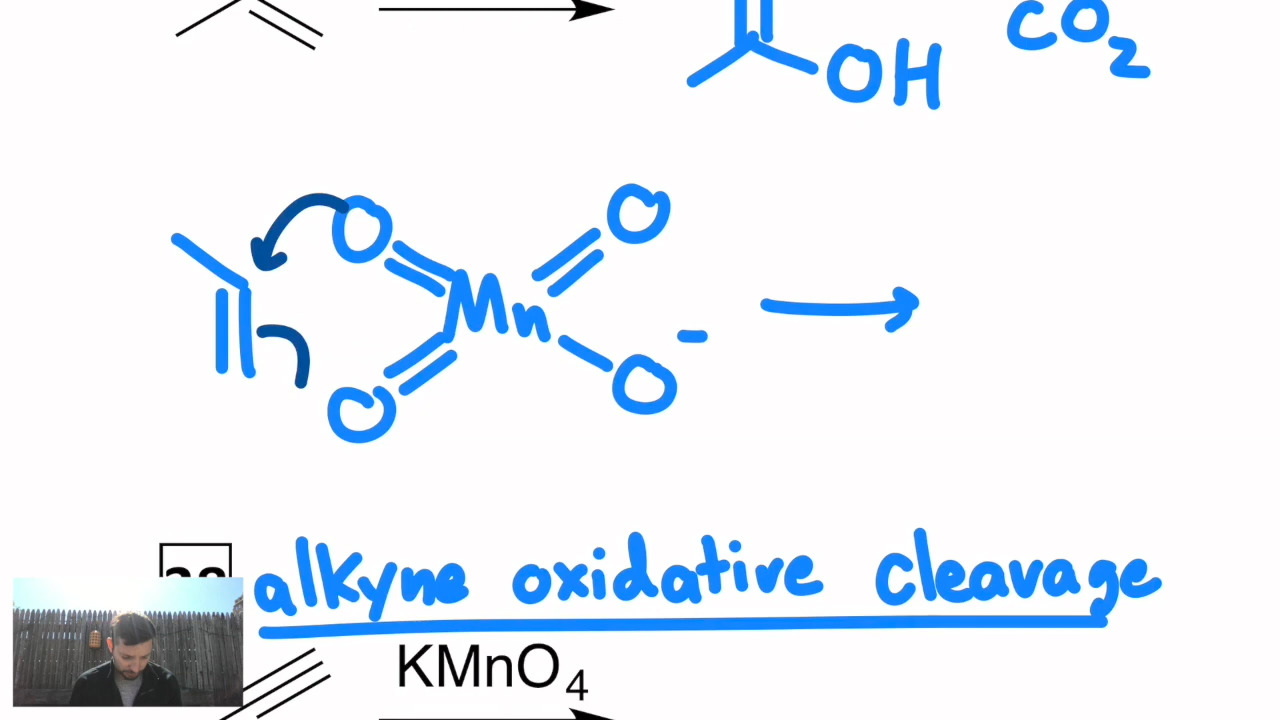 OH CO2
O O
Mn
O O-
alkyne oxidative cleavage
KMnO4